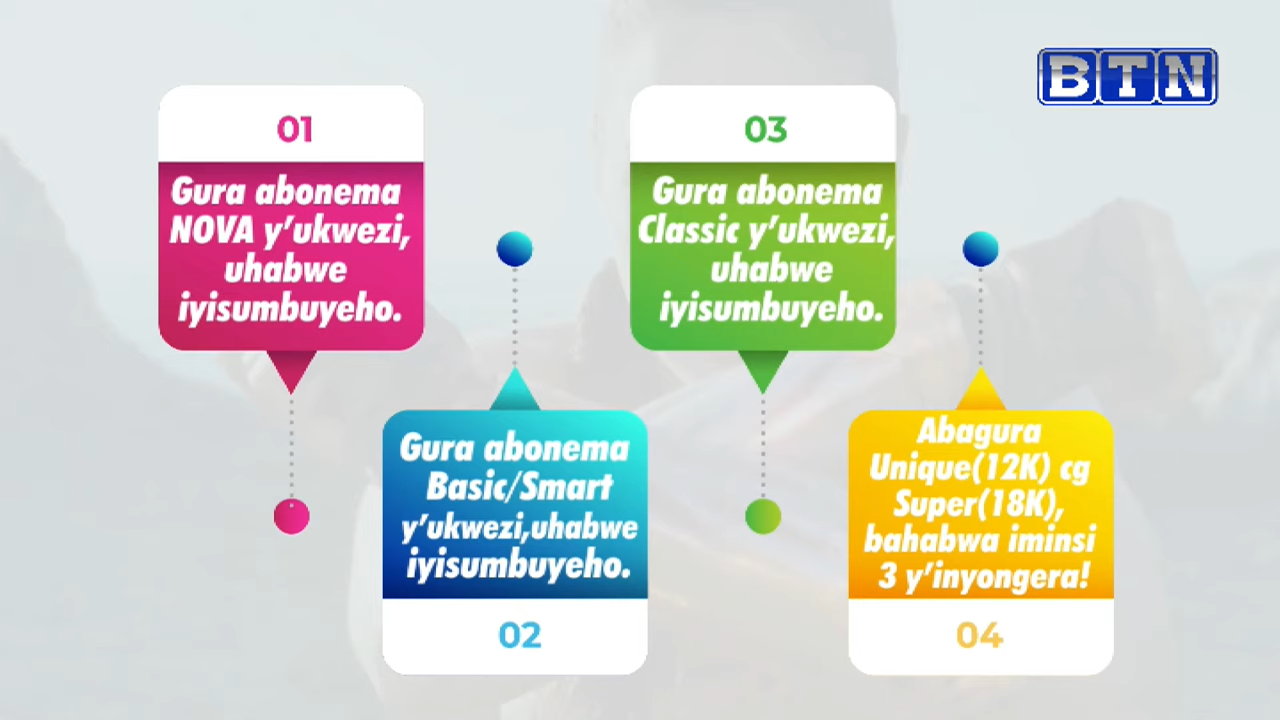 BTN
01
Gura abonema
NOVA y’ukwezi,
uhabwe
iyisumbuyeho.
Gura abonema
Basic/Smart
y’ukwezi,uhabwe
iyisumbuyeho.
02
03
Gura abonema
Classic y’ukwezi,
uhabwe
iyisumbuyeho.
Abagura
Unique(12K) cg
Super(18K),
bahabwa iminsi
3 y’inyongera!
04